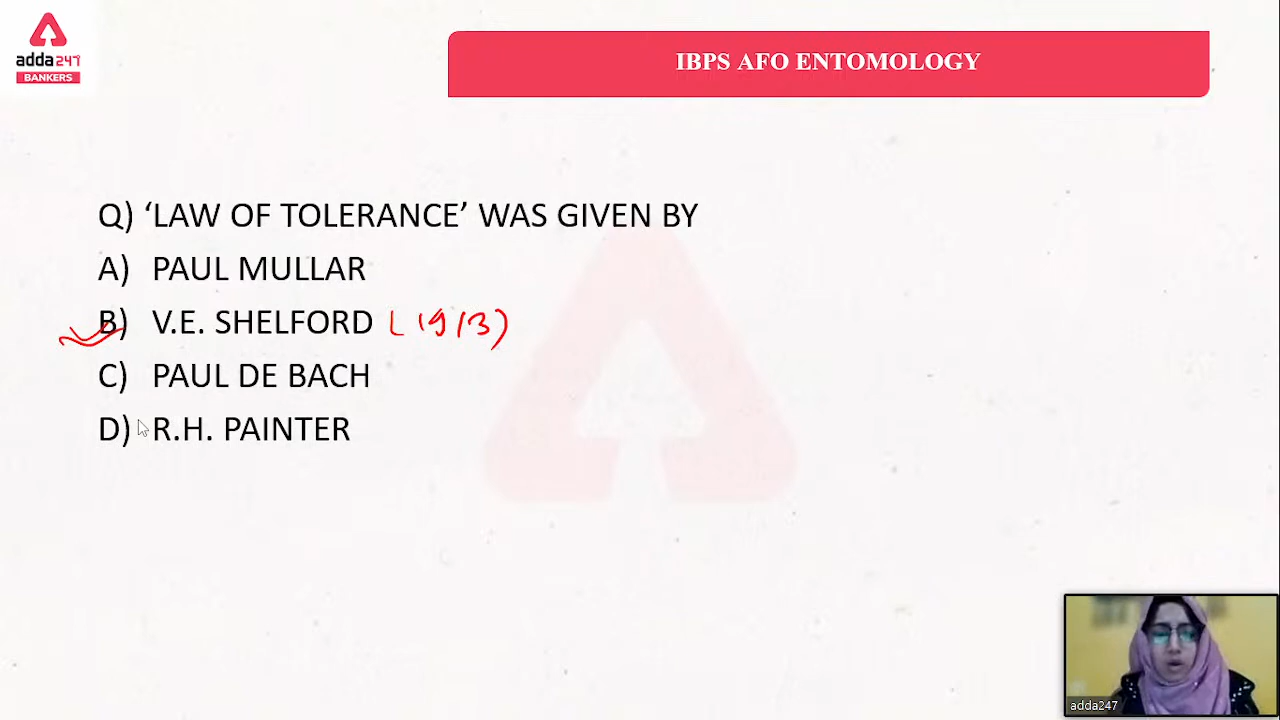 adda247
BANKERS
IBPS AFO ENTOMOLOGY
Q) ‘LAW OF TOLERANCE’ WAS GIVEN BY
A) PAUL MULLAR
B) V.E. SHELFORD (1913)
C) PAUL DE BACH
D) R.H. PAINTER
adda247